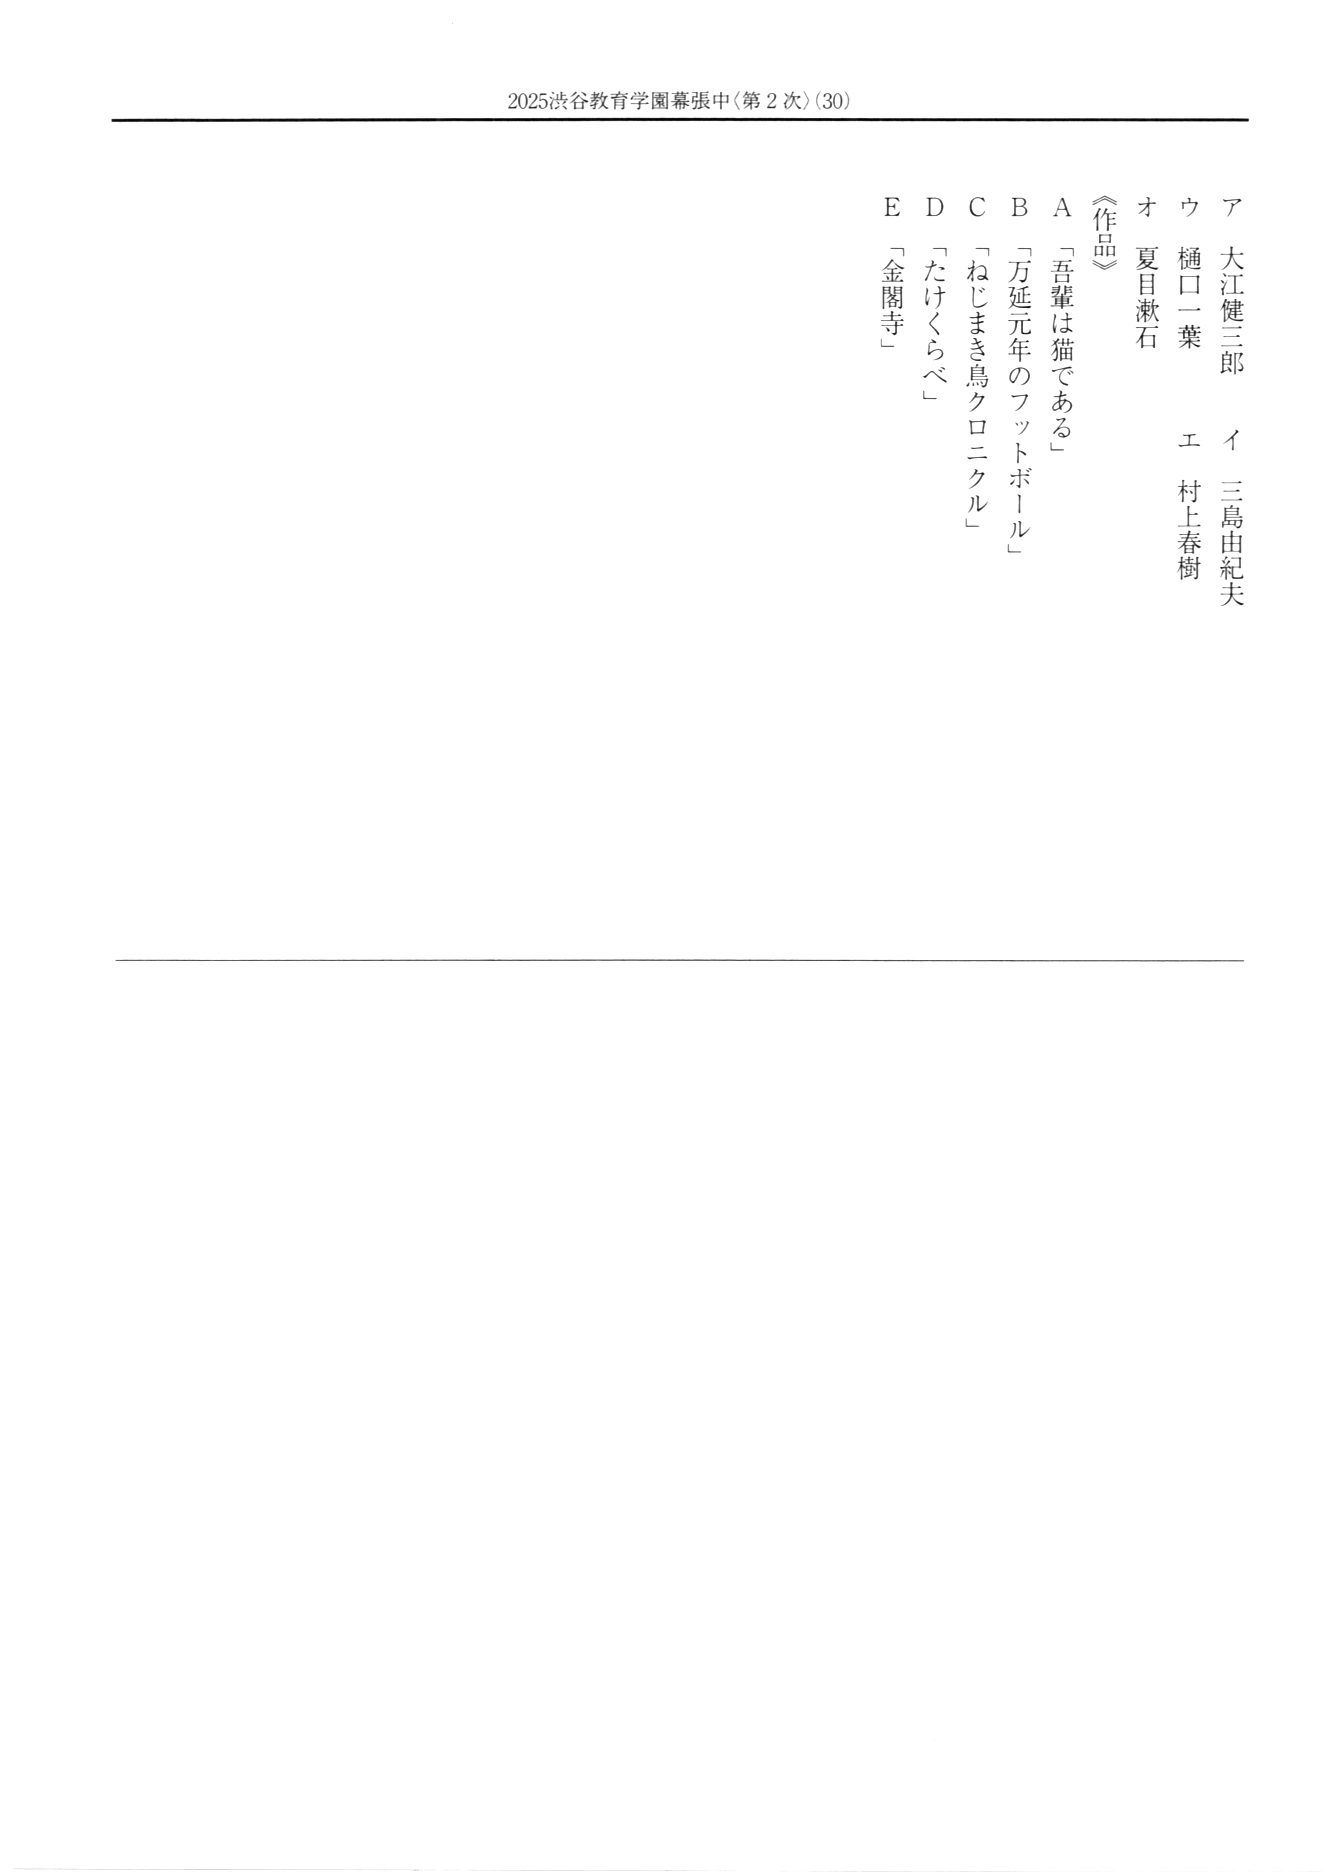 2025渋谷教育学園幕張中〈第2次〉(30)
ア 大江健三郎 イ 三島由紀夫
ウ 樋口一葉 エ 村上春樹
オ 夏目漱石
《作品》
A 「吾輩は猫である」
B 「万延元年のフットボール」
C 「ねじまき鳥クロニクル」
D 「たけくらべ」
E 「金閣寺」